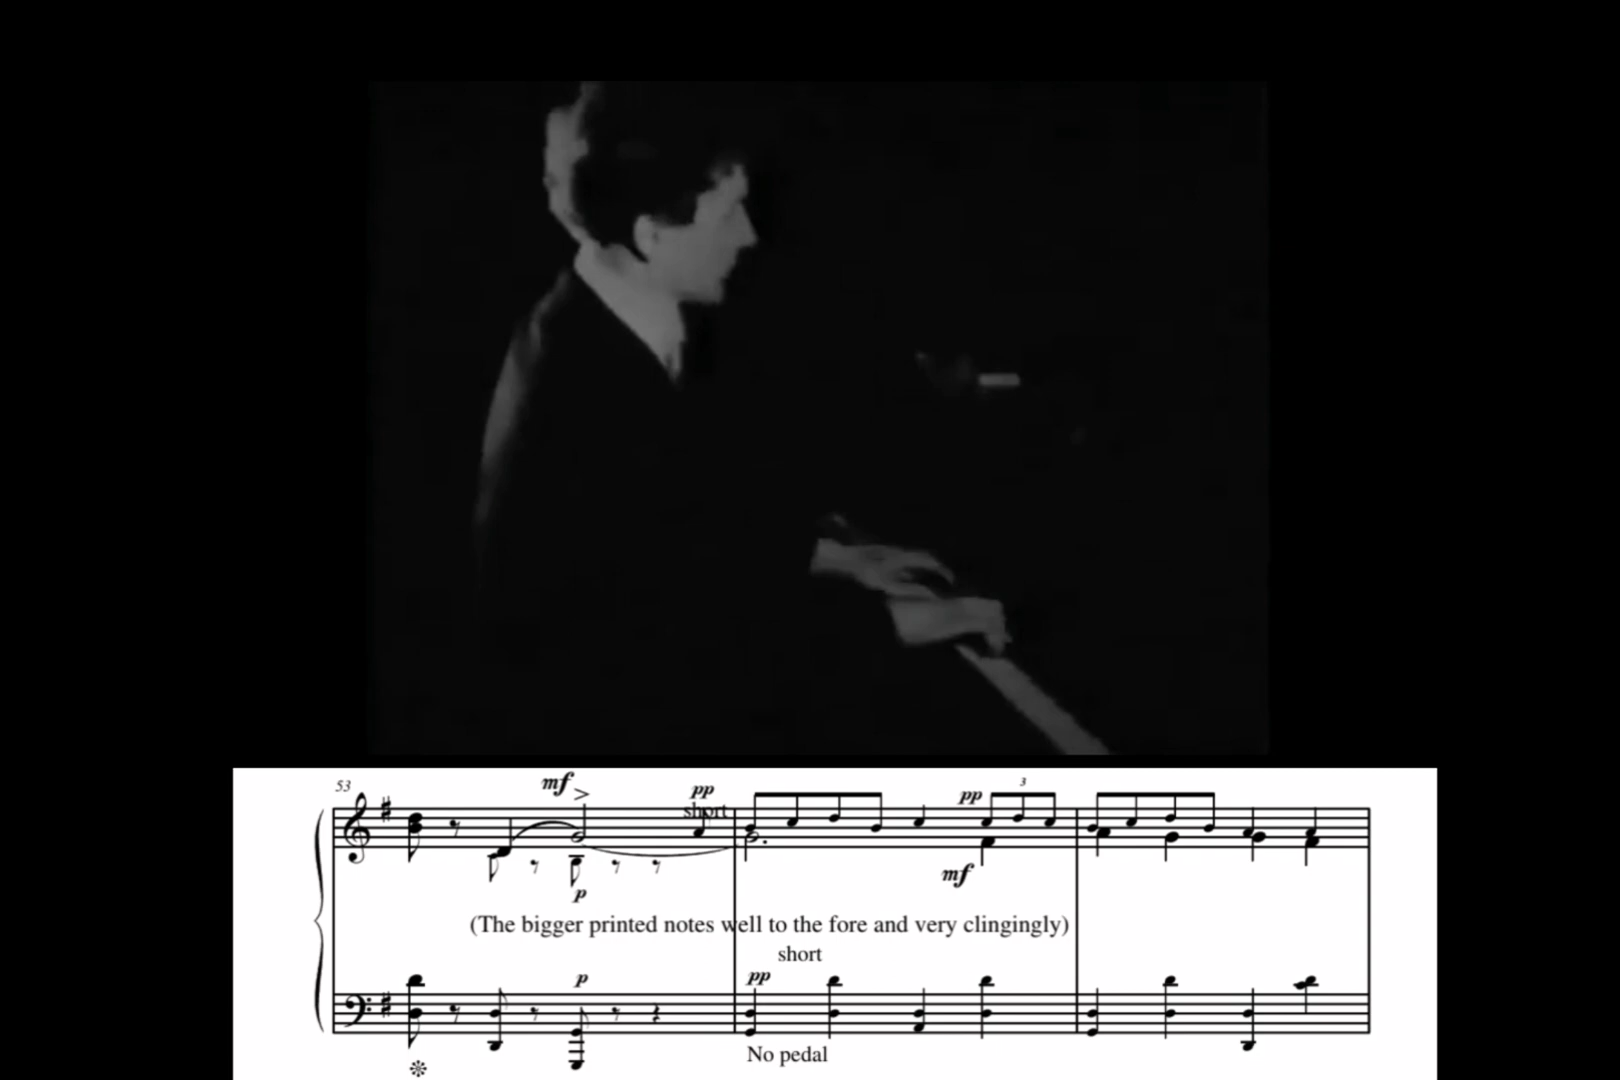 53
mf
pp
short
pp
3
mf
p
(The bigger printed notes well to the fore and very clingingly)
short
p
pp
No pedal